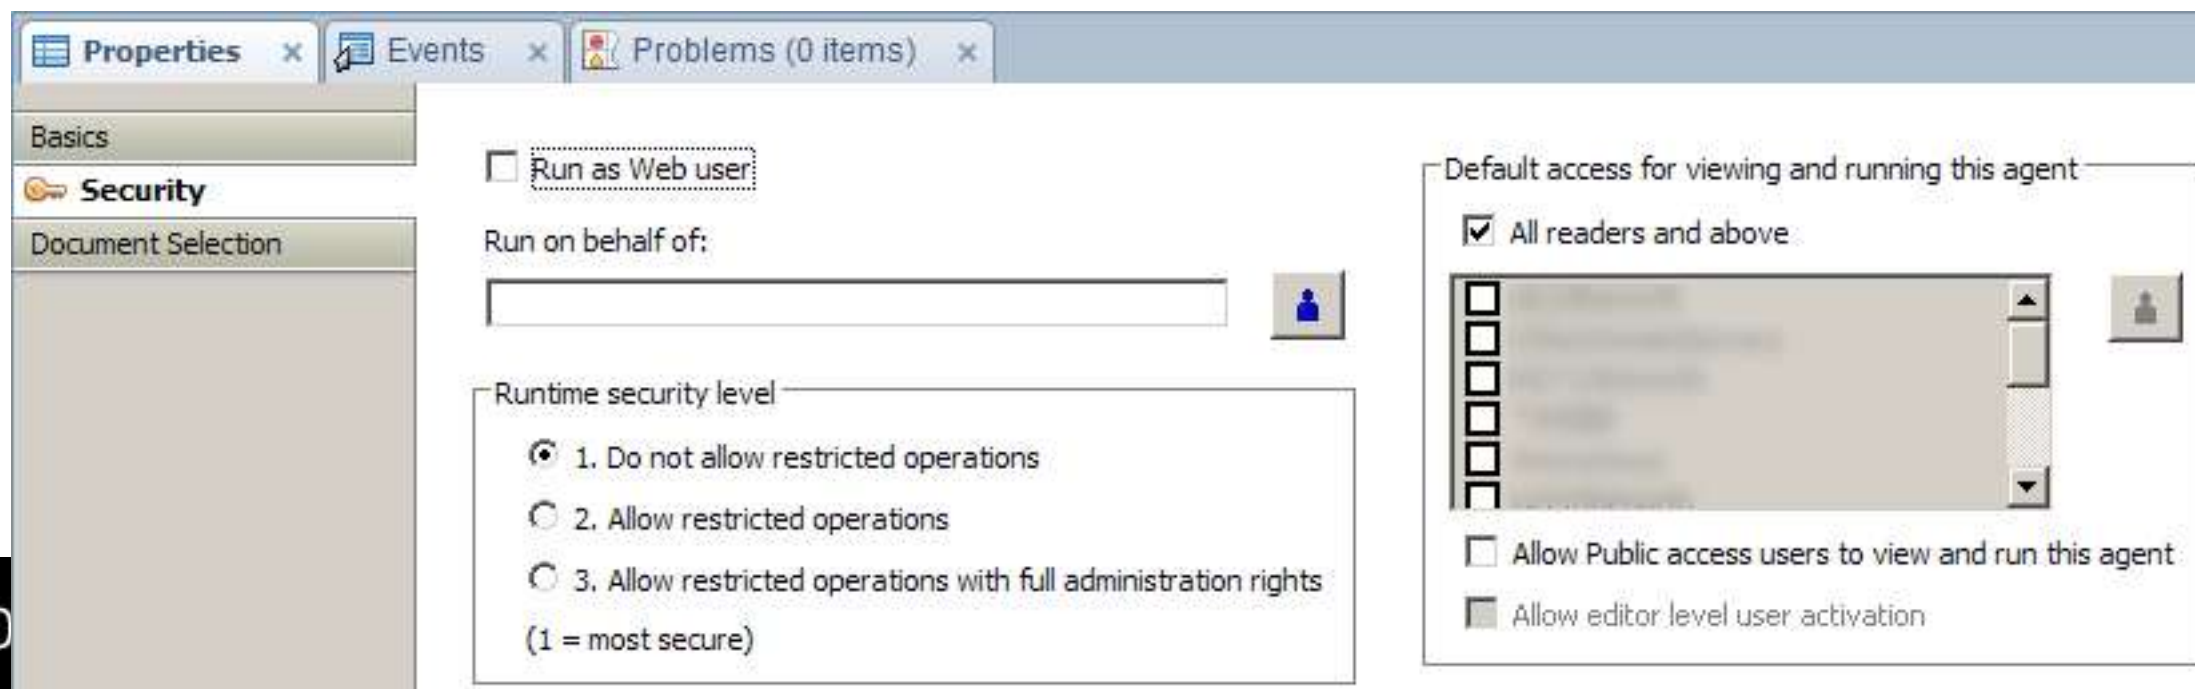 Properties
Events
Problems (0 items)
Basics
Security
Document Selection
Run as Web user
Run on behalf of:
Runtime security level
1. Do not allow restricted operations
2. Allow restricted operations
3. Allow restricted operations with full administration rights
(1 = most secure)
Default access for viewing and running this agent
All readers and above
Allow Public access users to view and run this agent
Allow editor level user activation